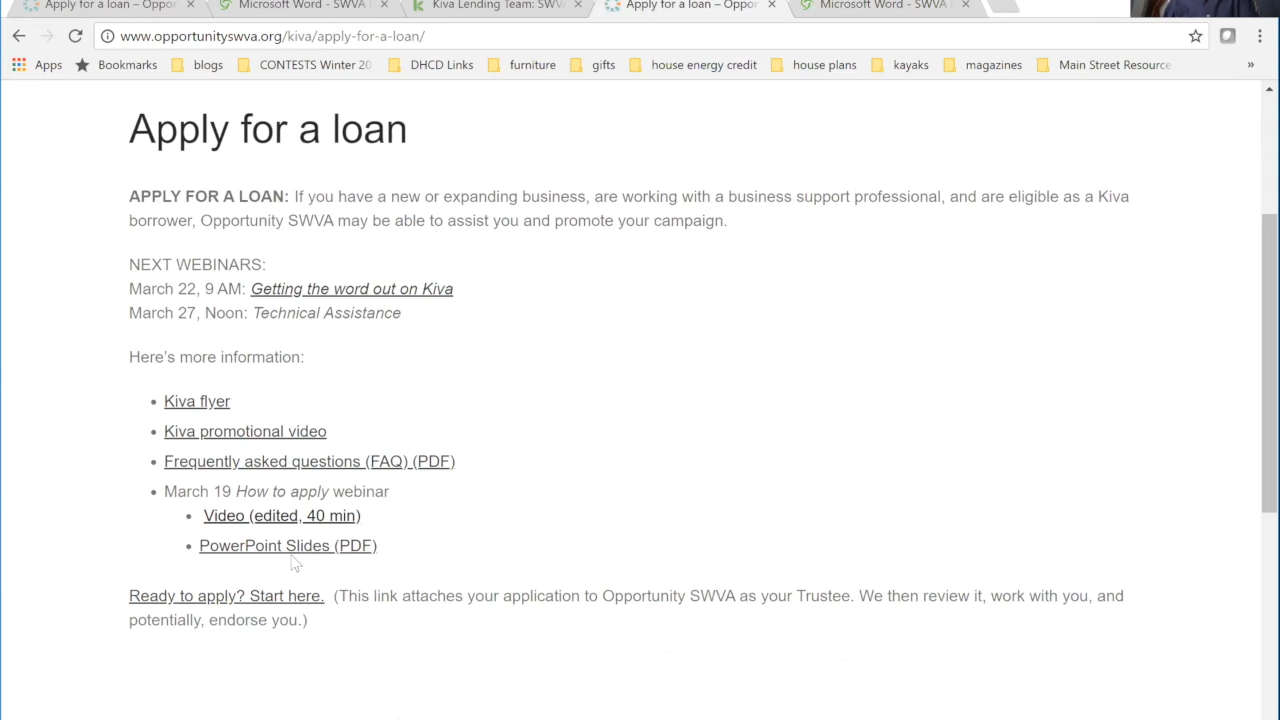 Apply for a loan – Oppor
Microsoft Word - SWVA
Kiva Lending Team: SWV
Apply for a loan – Oppor
Microsoft Word - SWVA
www.opportunityswva.org/kiva/apply-for-a-loan/
Apps
Bookmarks
blogs
CONTESTS Winter 20
DHCD Links
furniture
gifts
house energy credit
house plans
kayaks
magazines
Main Street Resource
»
Apply for a loan
APPLY FOR A LOAN: If you have a new or expanding business, are working with a business support professional, and are eligible as a Kiva
borrower, Opportunity SWVA may be able to assist you and promote your campaign.
NEXT WEBINARS:
March 22, 9 AM: Getting the word out on Kiva
March 27, Noon: Technical Assistance
Here’s more information:
• Kiva flyer
• Kiva promotional video
• Frequently asked questions (FAQ) (PDF)
• March 19 How to apply webinar
• Video (edited, 40 min)
• PowerPoint Slides (PDF)
Ready to apply? Start here. (This link attaches your application to Opportunity SWVA as your Trustee. We then review it, work with you, and
potentially, endorse you.)